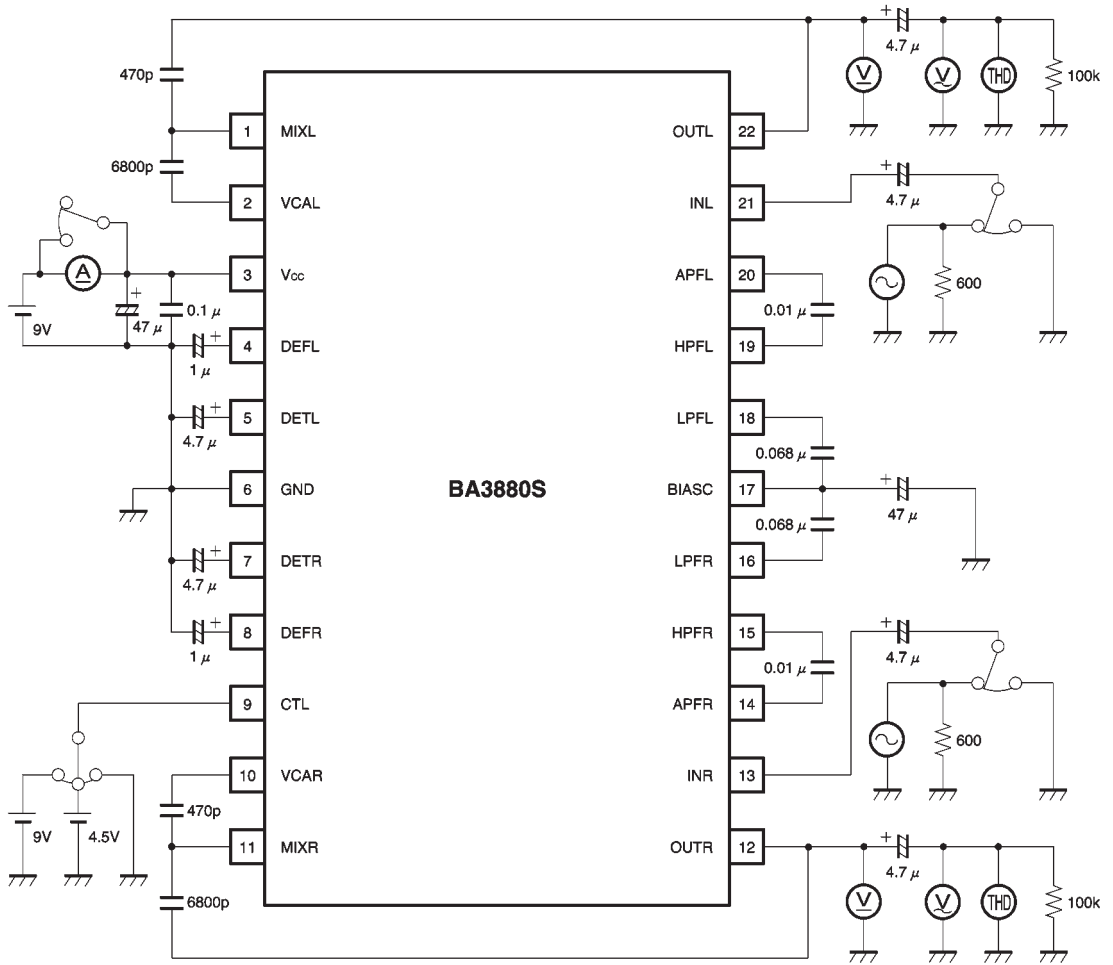 +
4.7 μ
470p
V
V
THD
100k
1 MIXL
OUTL 22
6800p
+
4.7 μ
2 VCAL
INL 21
A
3 Vcc
APFL 20
600
+
9V
47 μ
0.1 μ
0.01 μ
+
1 μ
4 DEFL
HPFL 19
+
4.7 μ
5 DETL
LPFL 18
0.068 μ
6 GND
BA3880S
BIASC 17
+
47 μ
0.068 μ
+
4.7 μ
7 DETR
LPFR 16
+
1 μ
8 DEFR
HPFR 15
+
4.7 μ
0.01 μ
9 CTL
APFR 14
600
10 VCAR
INR 13
470p
9V
4.5V
11 MIXR
OUTR 12
+
4.7 μ
6800p
V
V
THD
100k